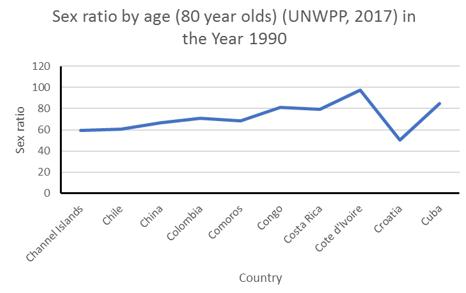 Sex ratio by age (80 year olds) (UNWPP, 2017) in
the Year 1990
120
100
80
60
40
20
0
Sex ratio
Channel Islands
Chile
China
Colombia
Comoros
Congo
Costa Rica
Cote d'Ivoire
Croatia
Cuba
Country